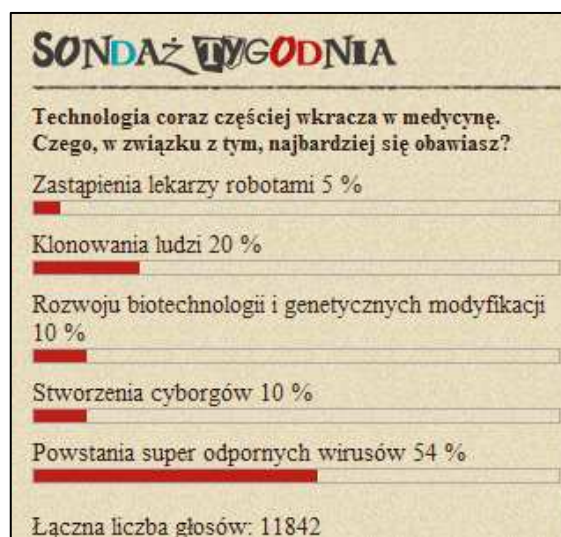 SONDAŻ TYGODNIA
Technologia coraz częściej wkracza w medycynę.
Czego, w związku z tym, najbardziej się obawiasz?
Zastąpienia lekarzy robotami 5 %
Klonowania ludzi 20 %
Rozwoju biotechnologii i genetycznych modyfikacji
10 %
Stworzenia cyborgów 10 %
Powstania super odpornych wirusów 54 %
Łączna liczba głosów: 11842